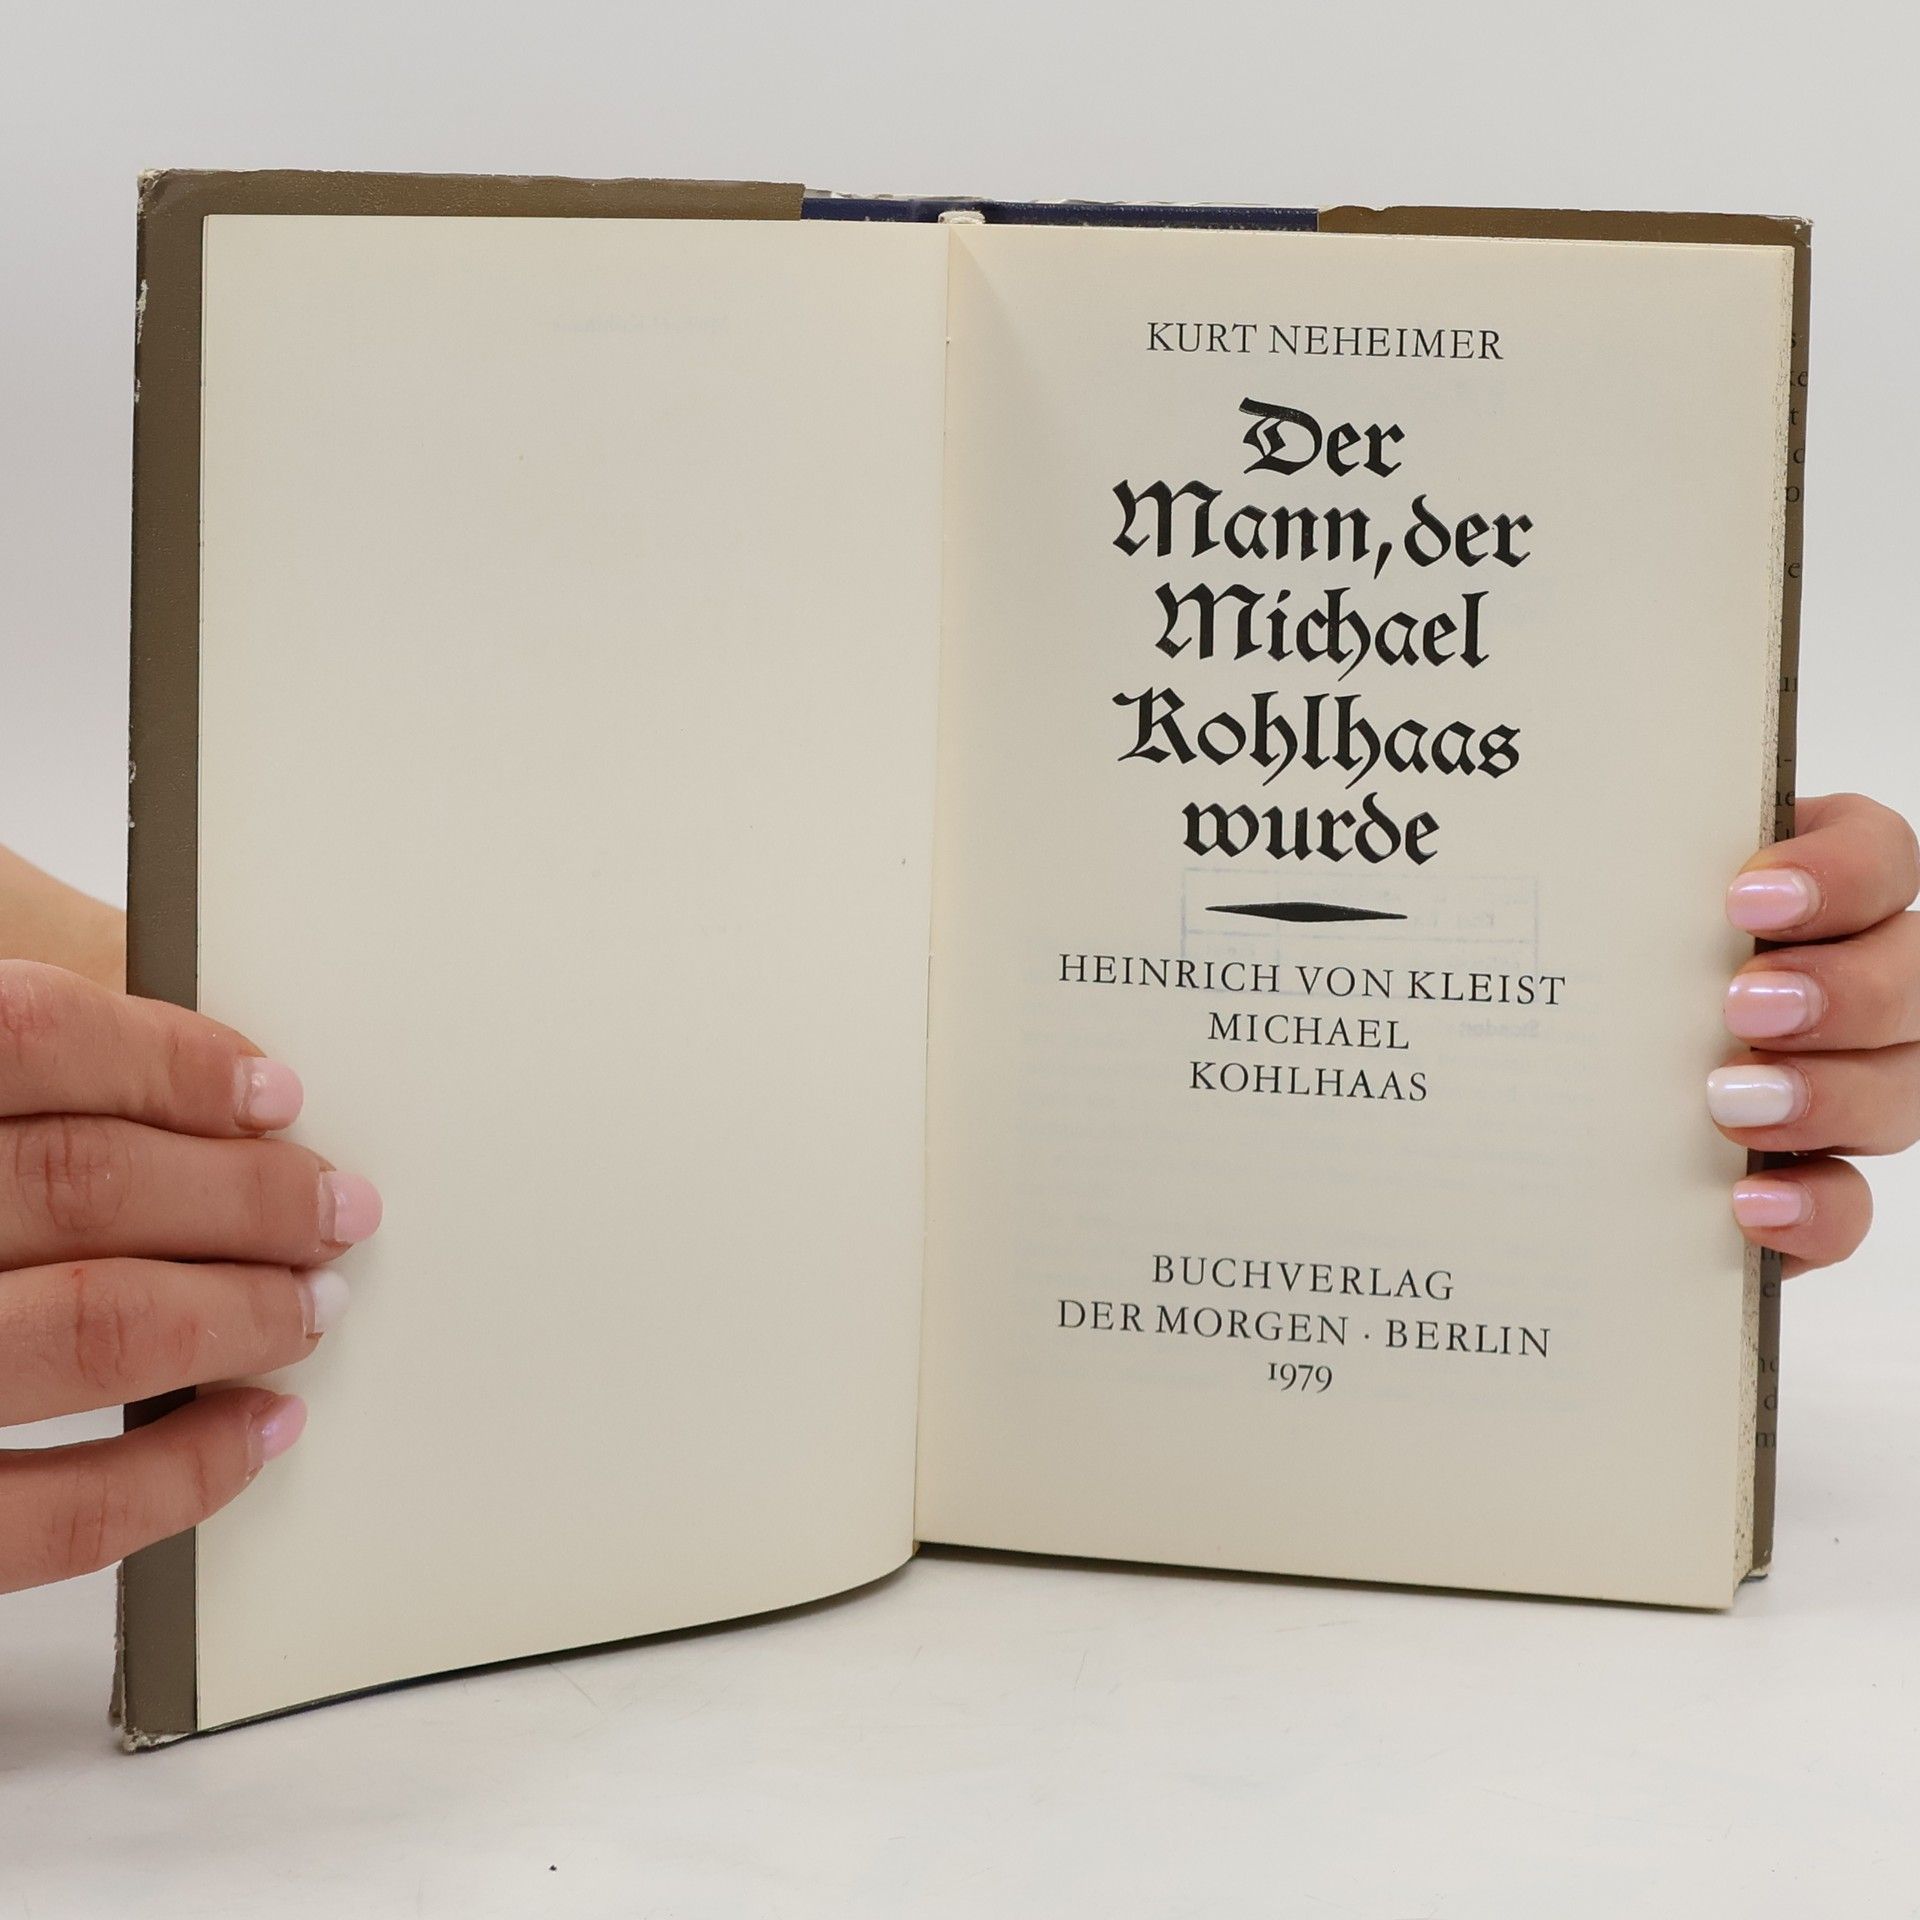 KURT NEHEIMER
Der
Mann, der
Michael
Kohlhaas
wurde
HEINRICH VON KLEIST
MICHAEL
KOHLHAAS
BUCHVERLAG
DER MORGEN · BERLIN
1979